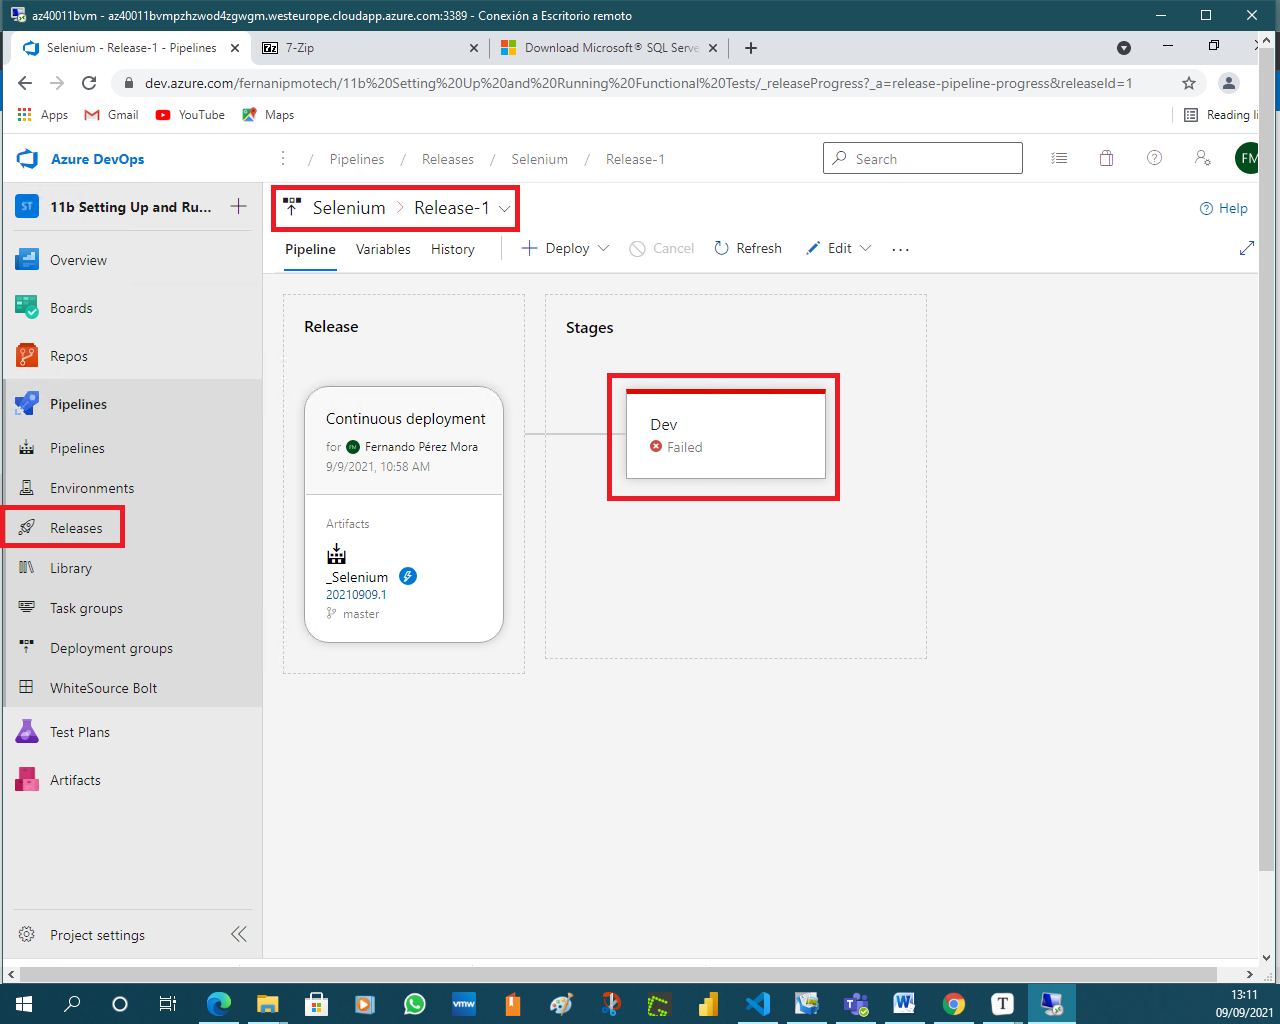 az40011bvm - az40011bvmpzhzwod4zgwgm.westeurope.cloudapp.azure.com:3389 - Conexión a Escritorio remoto
Selenium - Release-1 - Pipelines
7z 7-Zip
Download Microsoft® SQL Serve
dev.azure.com/fernanipmotech/11b%20Setting%20Up%20and%20Running%20Functional%20Tests/_releaseProgress?_a=release-pipeline-progress&releaseId=1
Apps
Gmail
YouTube
Maps
Reading li
Azure DevOps
/ Pipelines / Releases / Selenium / Release-1
Search
FM
ST 11b Setting Up and Ru...
Selenium > Release-1
Help
Pipeline
Variables
History
Deploy
Cancel
Refresh
Edit
Overview
Boards
Repos
Pipelines
Pipelines
Environments
Releases
Library
Task groups
Deployment groups
WhiteSource Bolt
Test Plans
Artifacts
Project settings
Release
Continuous deployment
for FM Fernando Pérez Mora
9/9/2021, 10:58 AM
Artifacts
_Selenium
20210909.1
master
Stages
Dev
Failed
vmw
W
T
13:11
09/09/2021